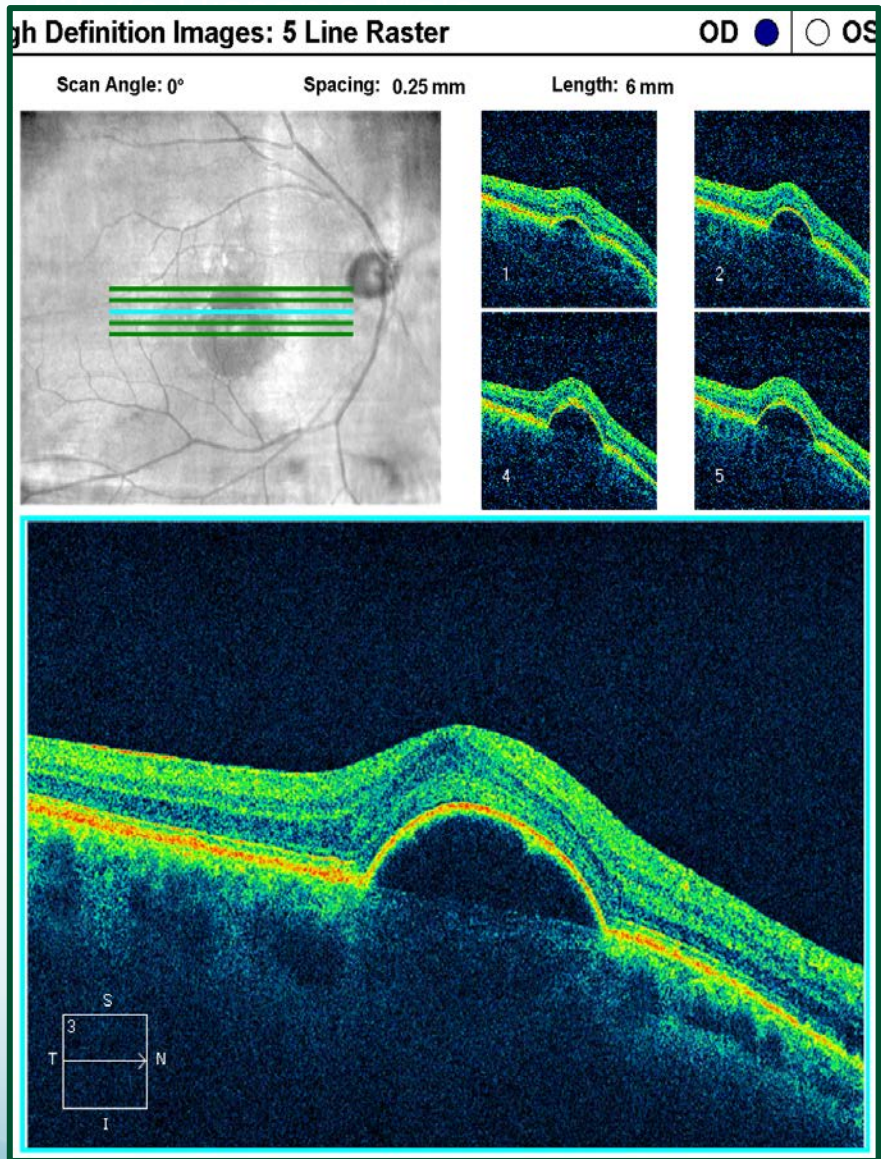 gh Definition Images: 5 Line Raster OD OS
Scan Angle: 0° Spacing: 0.25 mm Length: 6 mm
1 2
4 5
S
3
T N
I